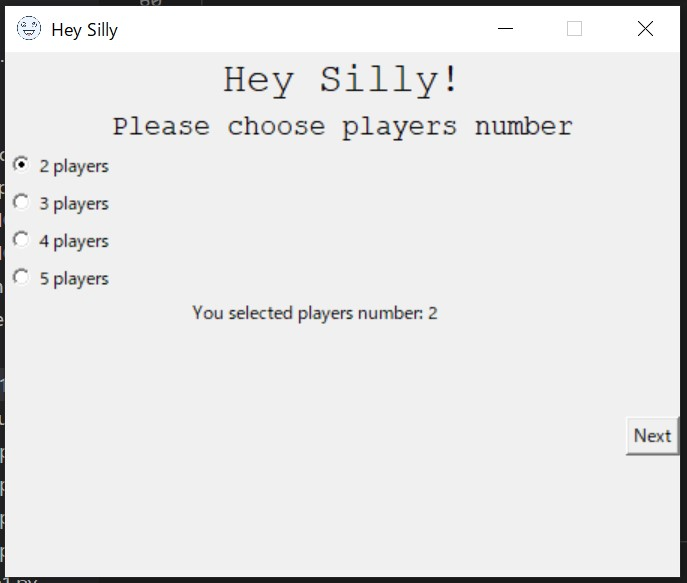 Hey Silly
Hey Silly!
Please choose players number
2 players
3 players
4 players
5 players
You selected players number: 2
Next